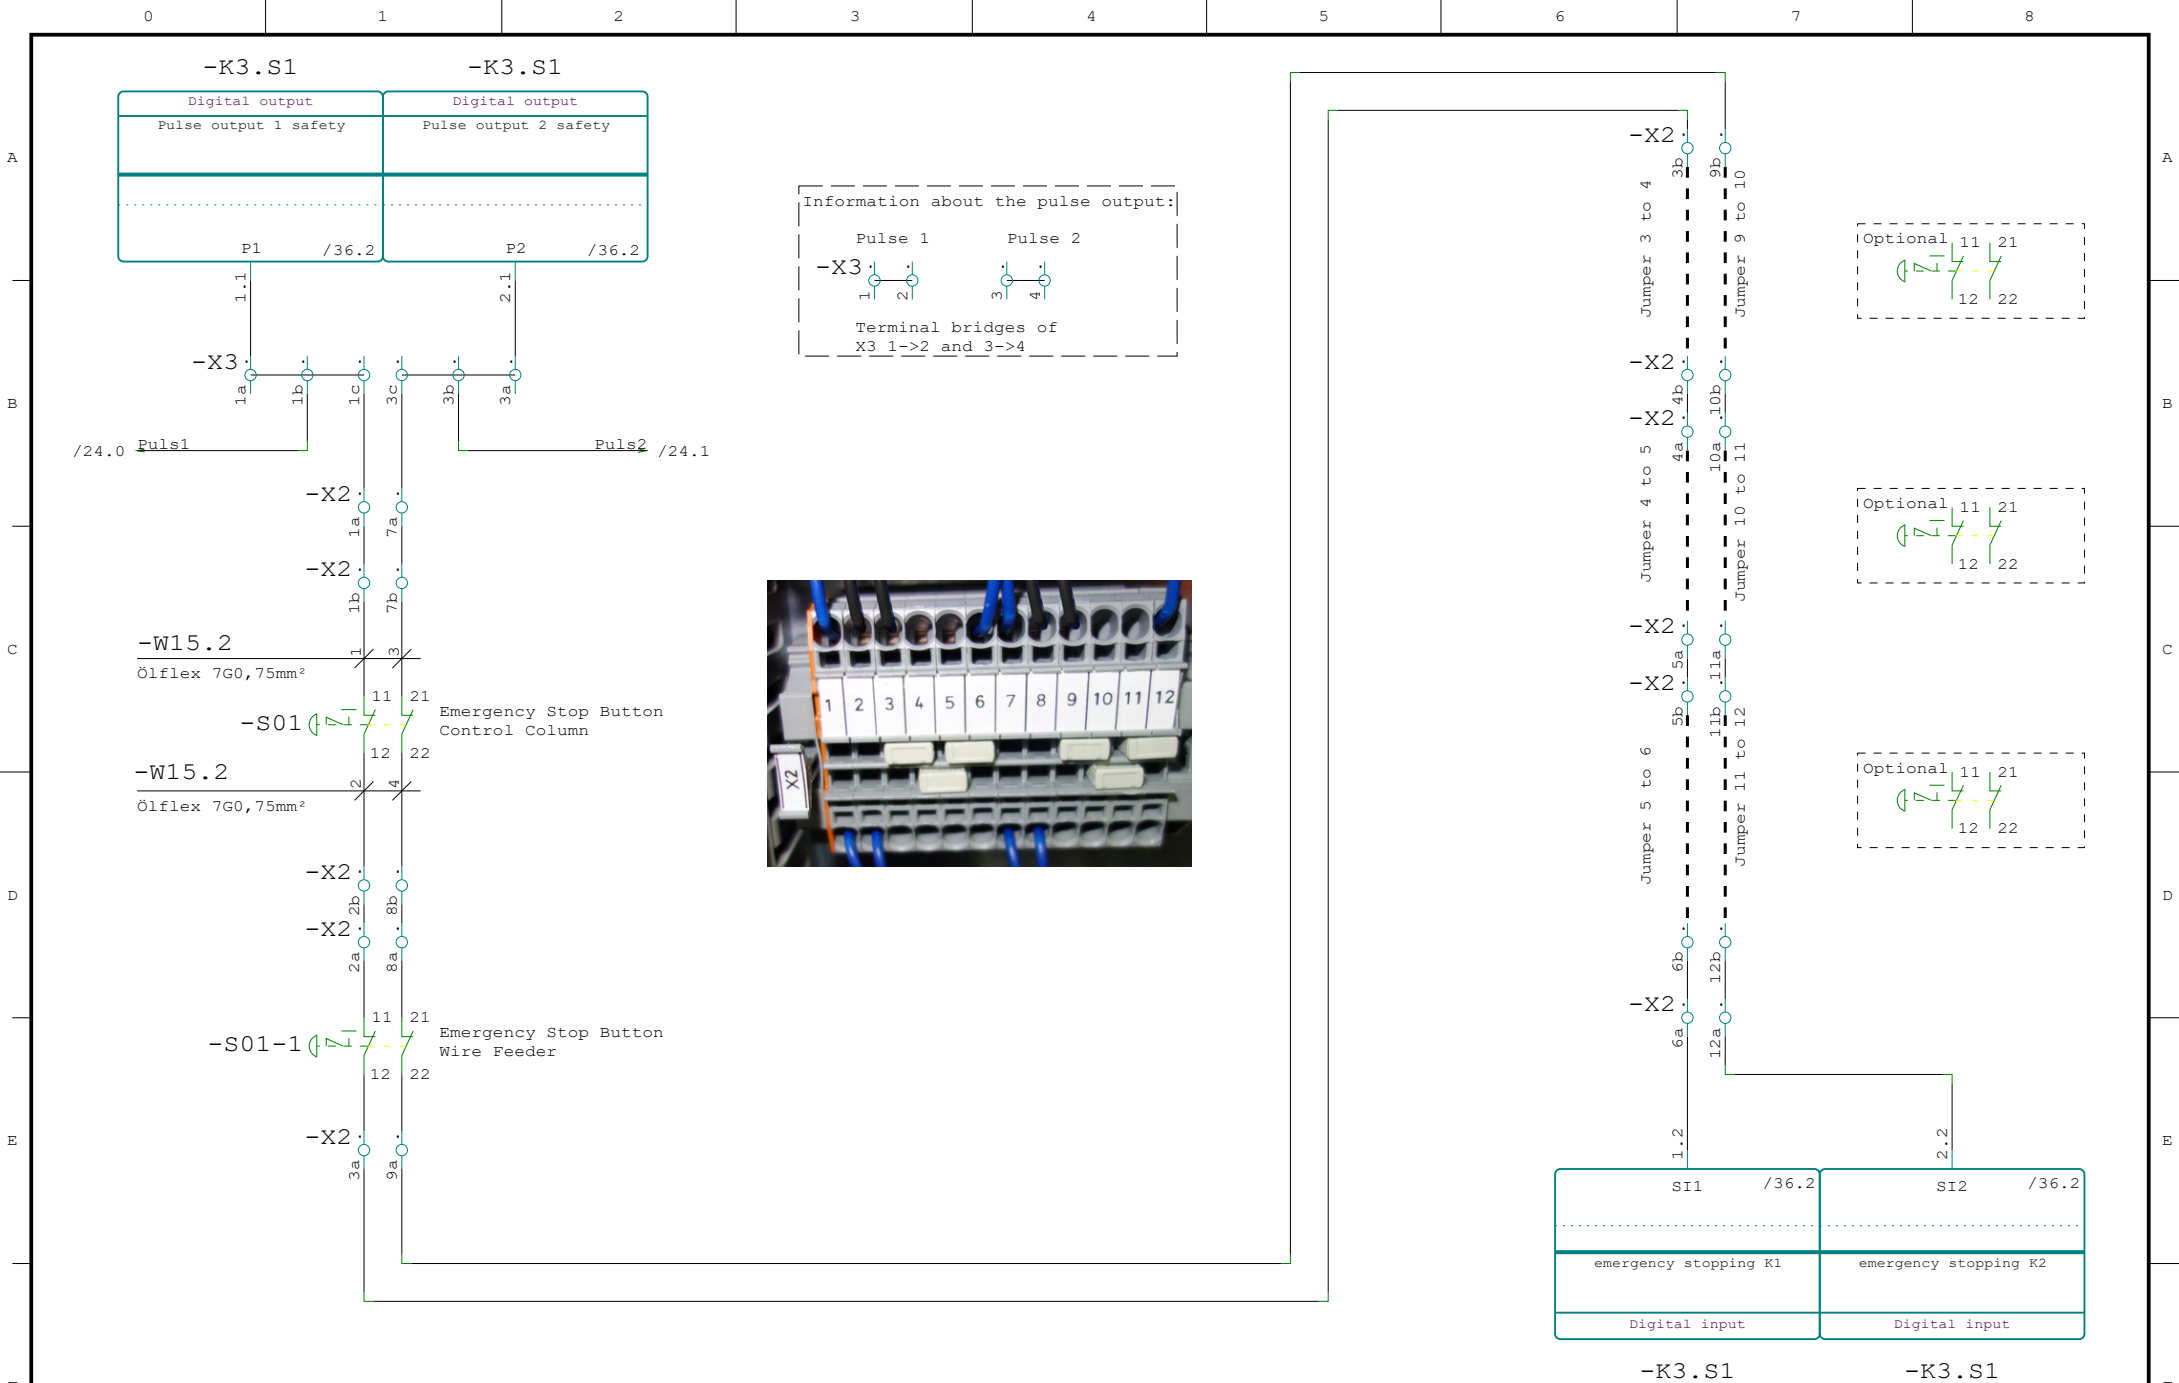 0 1 2 3 4 5 6 7 8
-K3.S1 -K3.S1
Digital output Digital output
Pulse output 1 safety Pulse output 2 safety
A A
P1 /36.2 P2 /36.2
1.1 2.1
-X3
1a 1b 1c 3c 3b 3a
B B
/24.0 Puls1 Puls2 /24.1
-X2
1a 7a
-X2
1b 7b
C C
-W15.2
1 3
Ölflex 7G0,75mm²
11 21
-S01
Emergency Stop Button
Control Column
12 22
-W15.2
2 4
Ölflex 7G0,75mm²
-X2
2b 8b
D D
-X2
2a 8a
11 21
-S01-1
Emergency Stop Button
Wire Feeder
12 22
-X2
3a 9a
E E
Information about the pulse output:
Pulse 1 Pulse 2
-X3
1 2 3 4
Terminal bridges of
X3 1->2 and 3->4
1 2 3 4 5 6 7 8 9 10 11 12
X2
-X2
3b 9b
Jumper 3 to 4
Jumper 9 to 10
-X2
4b 10b
-X2
4a 10a
Jumper 4 to 5
Jumper 10 to 11
-X2
5a 11a
-X2
5b 11b
Jumper 5 to 6
Jumper 11 to 12
6b 12b
-X2
6a 12a
Optional 11 21
12 22
Optional 11 21
12 22
Optional 11 21
12 22
1.2 2.2
SI1 /36.2 SI2 /36.2
emergency stopping K1 emergency stopping K2
Digital input Digital input
-K3.S1 -K3.S1